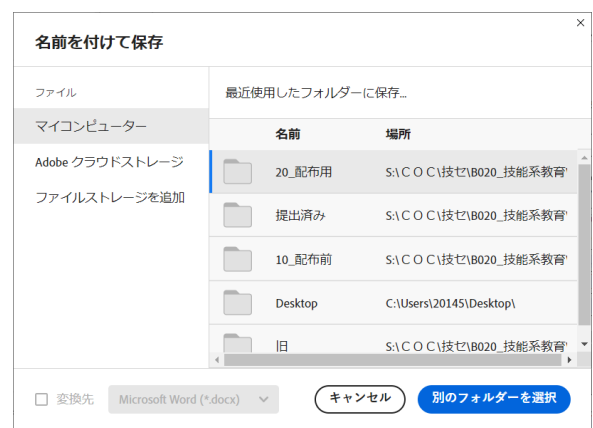 名前を付けて保存
ファイル
マイコンピューター
Adobe クラウドストレージ
ファイルストレージを追加
最近使用したフォルダーに保存...
名前 場所
20_配布用 S:\ＣＯＣ\技セ\B020_技能系教育
提出済み S:\ＣＯＣ\技セ\B020_技能系教育
10_配布前 S:\ＣＯＣ\技セ\B020_技能系教育
Desktop C:\Users\20145\Desktop\
旧 S:\ＣＯＣ\技セ\B020_技能系教育
変換先 Microsoft Word (*.docx) キャンセル 別のフォルダーを選択